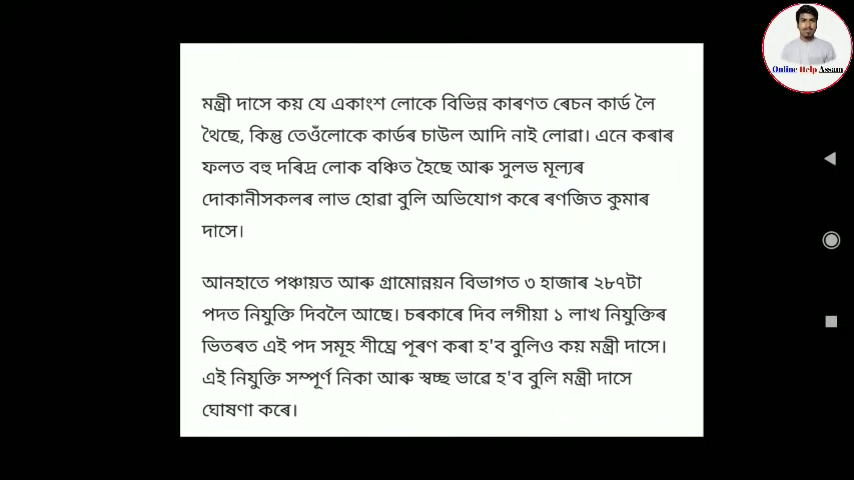 মন্ত্ৰী দাসে কয় যে একাংশ লোকে বিভিন্ন কাৰণত ৰেচন কাৰ্ড লৈ
থৈছে, কিন্তু তেওঁলোকে কাৰ্ডৰ চাউল আদি নাই লোৱা। এনে কৰাৰ
ফলত বহু দৰিদ্ৰ লোক বঞ্চিত হৈছে আৰু সুলভ মূল্যৰ
দোকানীসকলৰ লাভ হোৱা বুলি অভিযোগ কৰে ৰণজিত কুমাৰ
দাসে।
আনহাতে পঞ্চায়ত আৰু গ্ৰামোন্নয়ন বিভাগত ৩ হাজাৰ ২৮৭টা
পদত নিযুক্তি দিবলৈ আছে। চৰকাৰে দিব লগীয়া ১ লাখ নিযুক্তিৰ
ভিতৰত এই পদ সমূহ শীঘ্ৰে পূৰণ কৰা হ'ব বুলিও কয় মন্ত্ৰী দাসে।
এই নিযুক্তি সম্পূৰ্ণ নিকা আৰু স্বচ্ছ ভাৱে হ'ব বুলি মন্ত্ৰী দাসে
ঘোষণা কৰে।
Online Help Assam